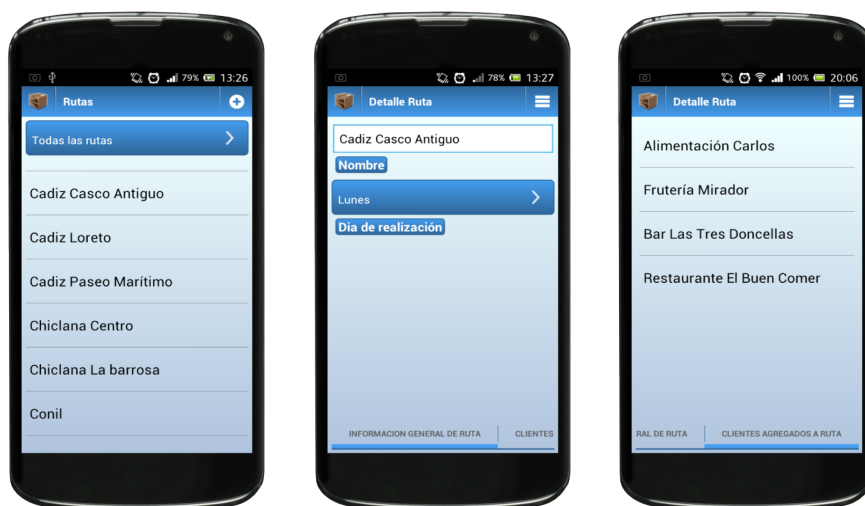 79% 13:26
Rutas
Todas las rutas
Cadiz Casco Antiguo
Cadiz Loreto
Cadiz Paseo Marítimo
Chiclana Centro
Chiclana La barrosa
Conil
78% 13:27
Detalle Ruta
Cadiz Casco Antiguo
Nombre
Lunes
Dia de realización
INFORMACION GENERAL DE RUTA CLIENTES
100% 20:06
Detalle Ruta
Alimentación Carlos
Frutería Mirador
Bar Las Tres Doncellas
Restaurante El Buen Comer
RAL DE RUTA CLIENTES AGREGADOS A RUTA